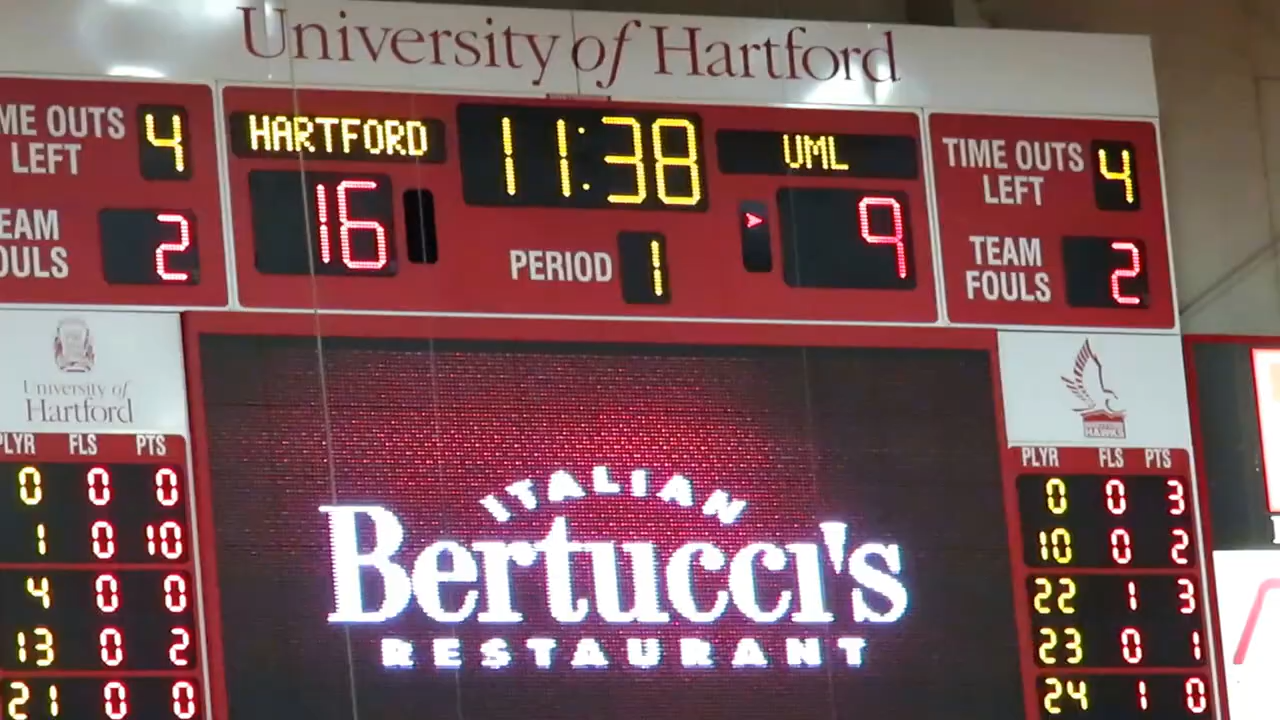 University of Hartford
ME OUTS LEFT 4
HARTFORD 11:38 UML
TIME OUTS LEFT 4
16 PERIOD 1 9
EAM OULS 2
TEAM FOULS 2
University of
Hartford
HAWKS
PLYR FLS PTS
0 0 0
1 0 10
4 0 0
13 0 2
21 0 0
ITALIAN
Bertucci's
RESTAURANT
PLYR FLS PTS
0 0 3
10 0 2
22 1 3
23 0 1
24 1 0